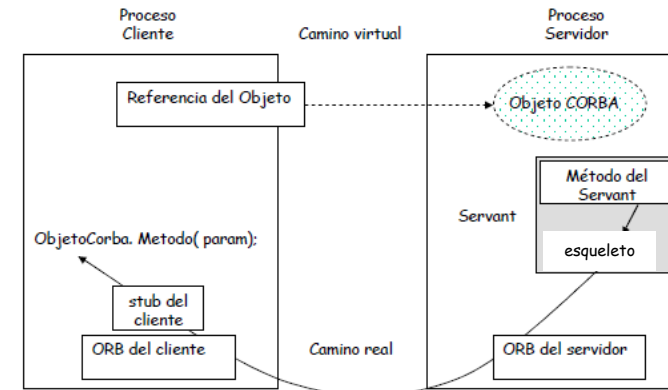 Proceso
Cliente
Camino virtual
Proceso
Servidor
Referencia del Objeto
Objeto CORBA
Método del
Servant
Servant
esqueleto
ObjetoCorba. Metodo( param);
stub del
cliente
ORB del cliente
Camino real
ORB del servidor